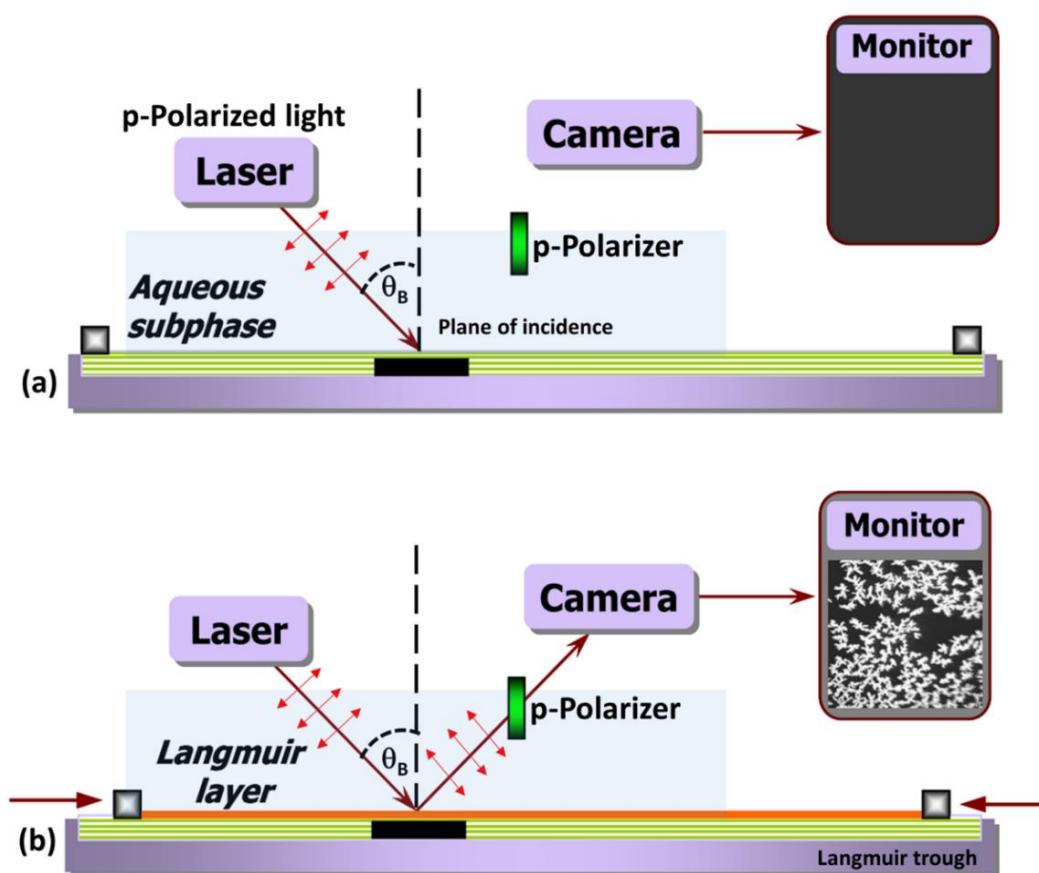 Monitor
p-Polarized light
Camera
Laser
p-Polarizer
θB
Aqueous
subphase
Plane of incidence
(a)
Monitor
Camera
Laser
p-Polarizer
θB
Langmuir
layer
(b)
Langmuir trough